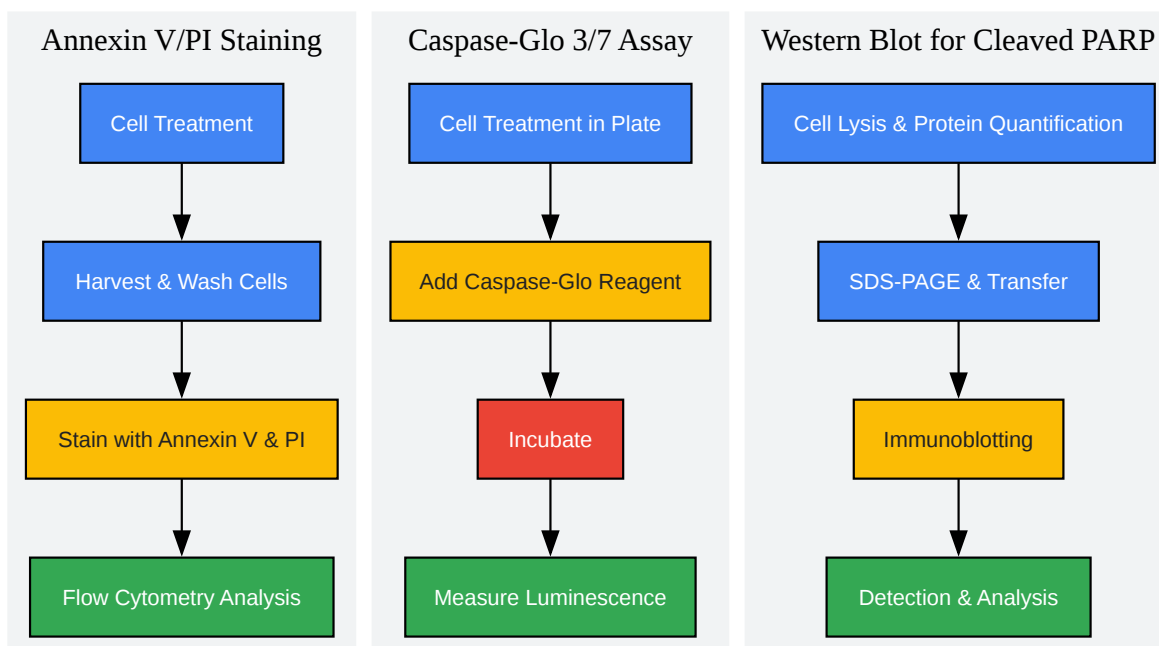 Annexin V/PI Staining
Cell Treatment
Harvest & Wash Cells
Stain with Annexin V & PI
Flow Cytometry Analysis
Caspase-Glo 3/7 Assay
Cell Treatment in Plate
Add Caspase-Glo Reagent
Incubate
Measure Luminescence
Western Blot for Cleaved PARP
Cell Lysis & Protein Quantification
SDS-PAGE & Transfer
Immunoblotting
Detection & Analysis